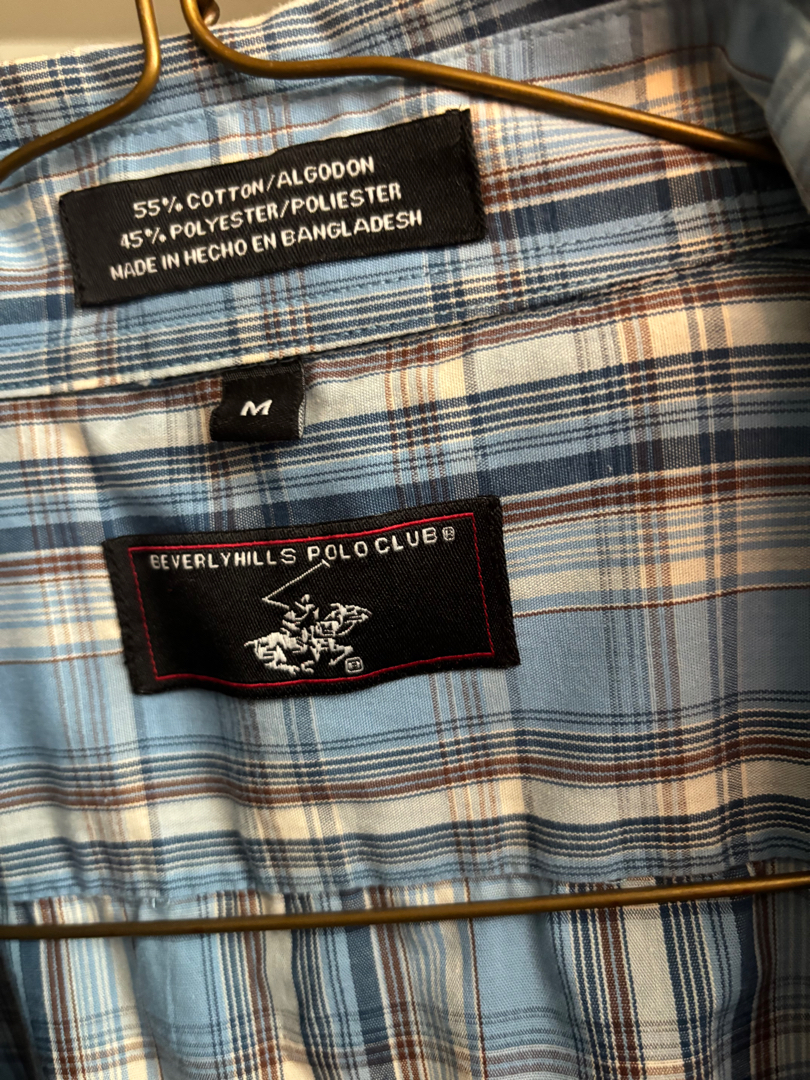 55% COTTON/ALGODON
45% POLYESTER/POLIESTER
MADE IN HECHO EN BANGLADESH
M
BEVERLYHILLS POLO CLUB®
®